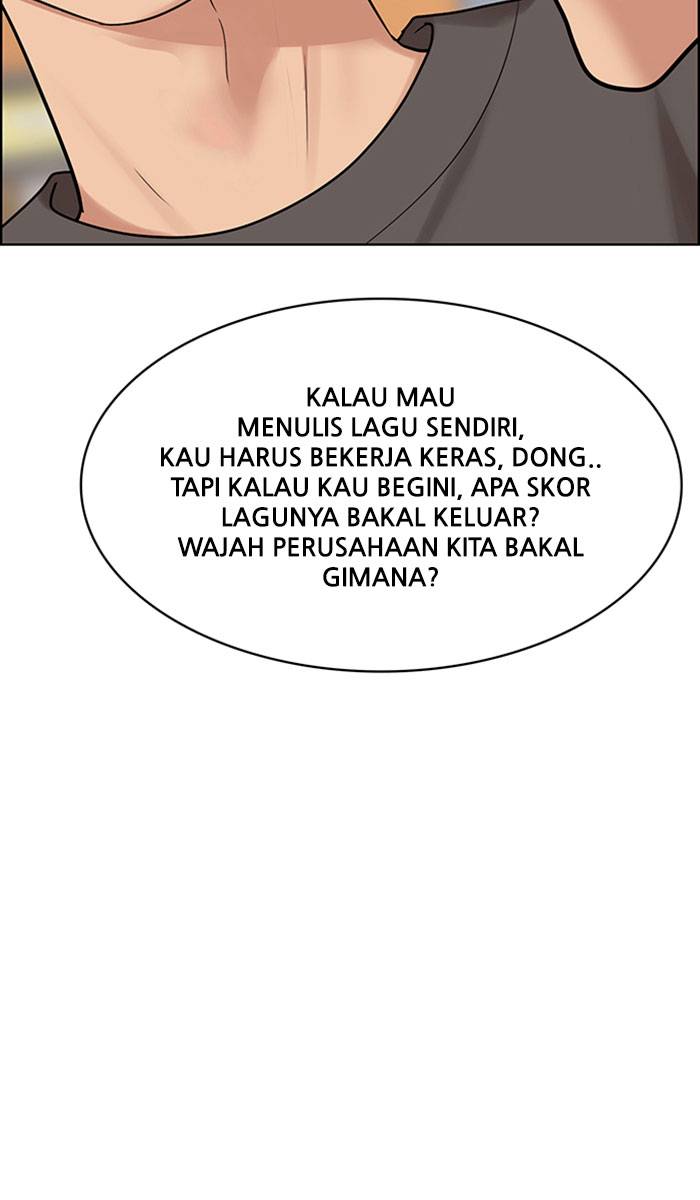 KALAU MAU
MENULIS LAGU SENDIRI,
KAU HARUS BEKERJA KERAS, DONG..
TAPI KALAU KAU BEGINI, APA SKOR
LAGUNYA BAKAL KELUAR?
WAJAH PERUSAHAAN KITA BAKAL
GIMANA?